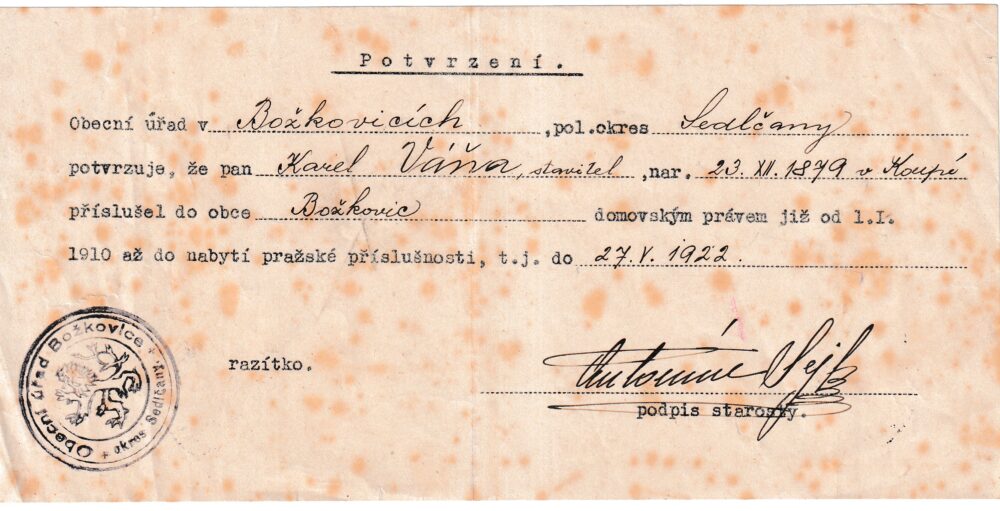 Potvrzení.
Obecní úřad v Božkovicích, pol.okres Sedlčany
potvrzuje, že pan Karel Váňa, stavitel, nar. 23. XII. 1879 v Koupé
příslušel do obce Božkovic domovským právem již od 1.I.
1910 až do nabytí pražské příslušnosti, t.j. do 27.V. 1922.
Obecní úřad Božkovice + okres Sedlčany. +
razítko.
Antonín Sejk
podpis starosty.